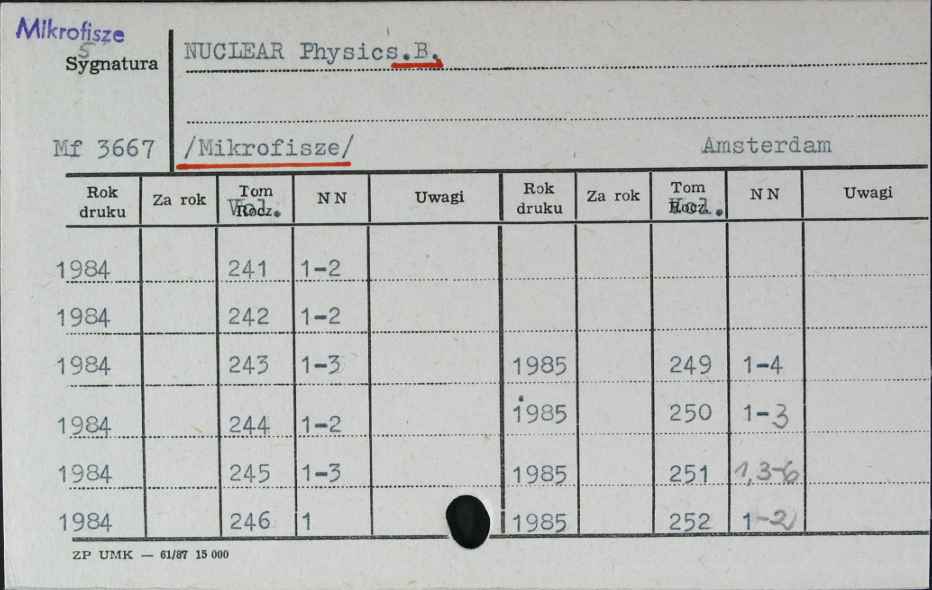 Mikrofisze
5
Sygnatura NUCLEAR Physics.B.
Mf 3667 /Mikrofisze/ Amsterdam
Rok druku Za rok Tom Rocz. Vol. NN Uwagi Rok druku Za rok Tom Rocz. Vol. NN Uwagi
1984 241 1-2
1984 242 1-2
1984 243 1-3 1985 249 1-4
1984 244 1-2 1985 250 1-3
1984 245 1-3 1985 251 1,3-6
1984 246 1 1985 252 1-2
ZP UMK — 61/87 15 000